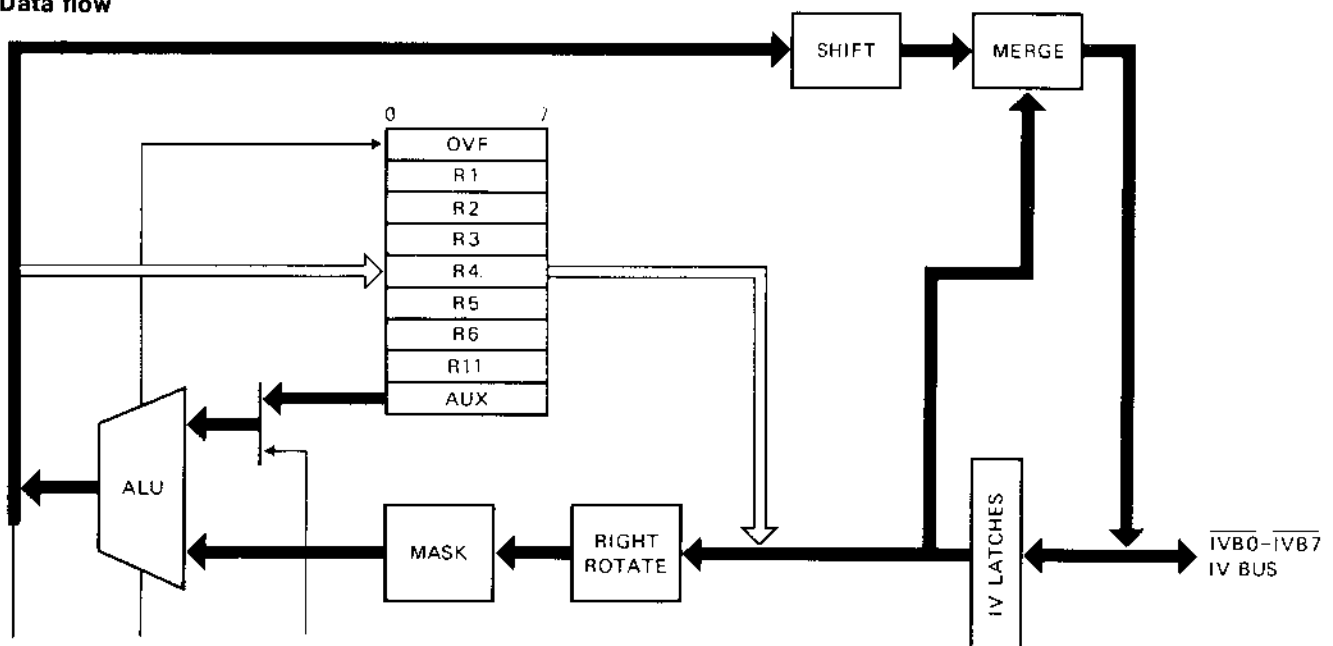 Data flow
SHIFT
MERGE
0 7
OVF
R1
R2
R3
R4.
R5
R6
R11
AUX
ALU
MASK
RIGHT
ROTATE
IV LATCHES
IVB0-IVB7
IV BUS